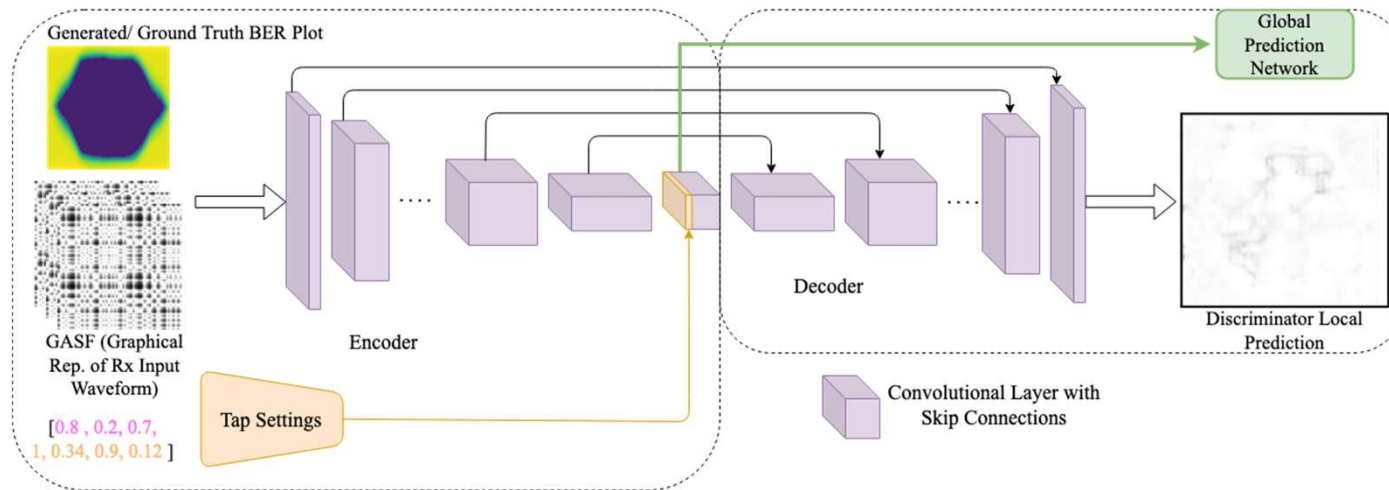 Generated/ Ground Truth BER Plot
GASF (Graphical
Rep. of Rx Input
Waveform)
[0.8 , 0.2, 0.7,
1, 0.34, 0.9, 0.12 ]
Tap Settings
Encoder
Decoder
Global
Prediction
Network
Discriminator Local
Prediction
Convolutional Layer with
Skip Connections